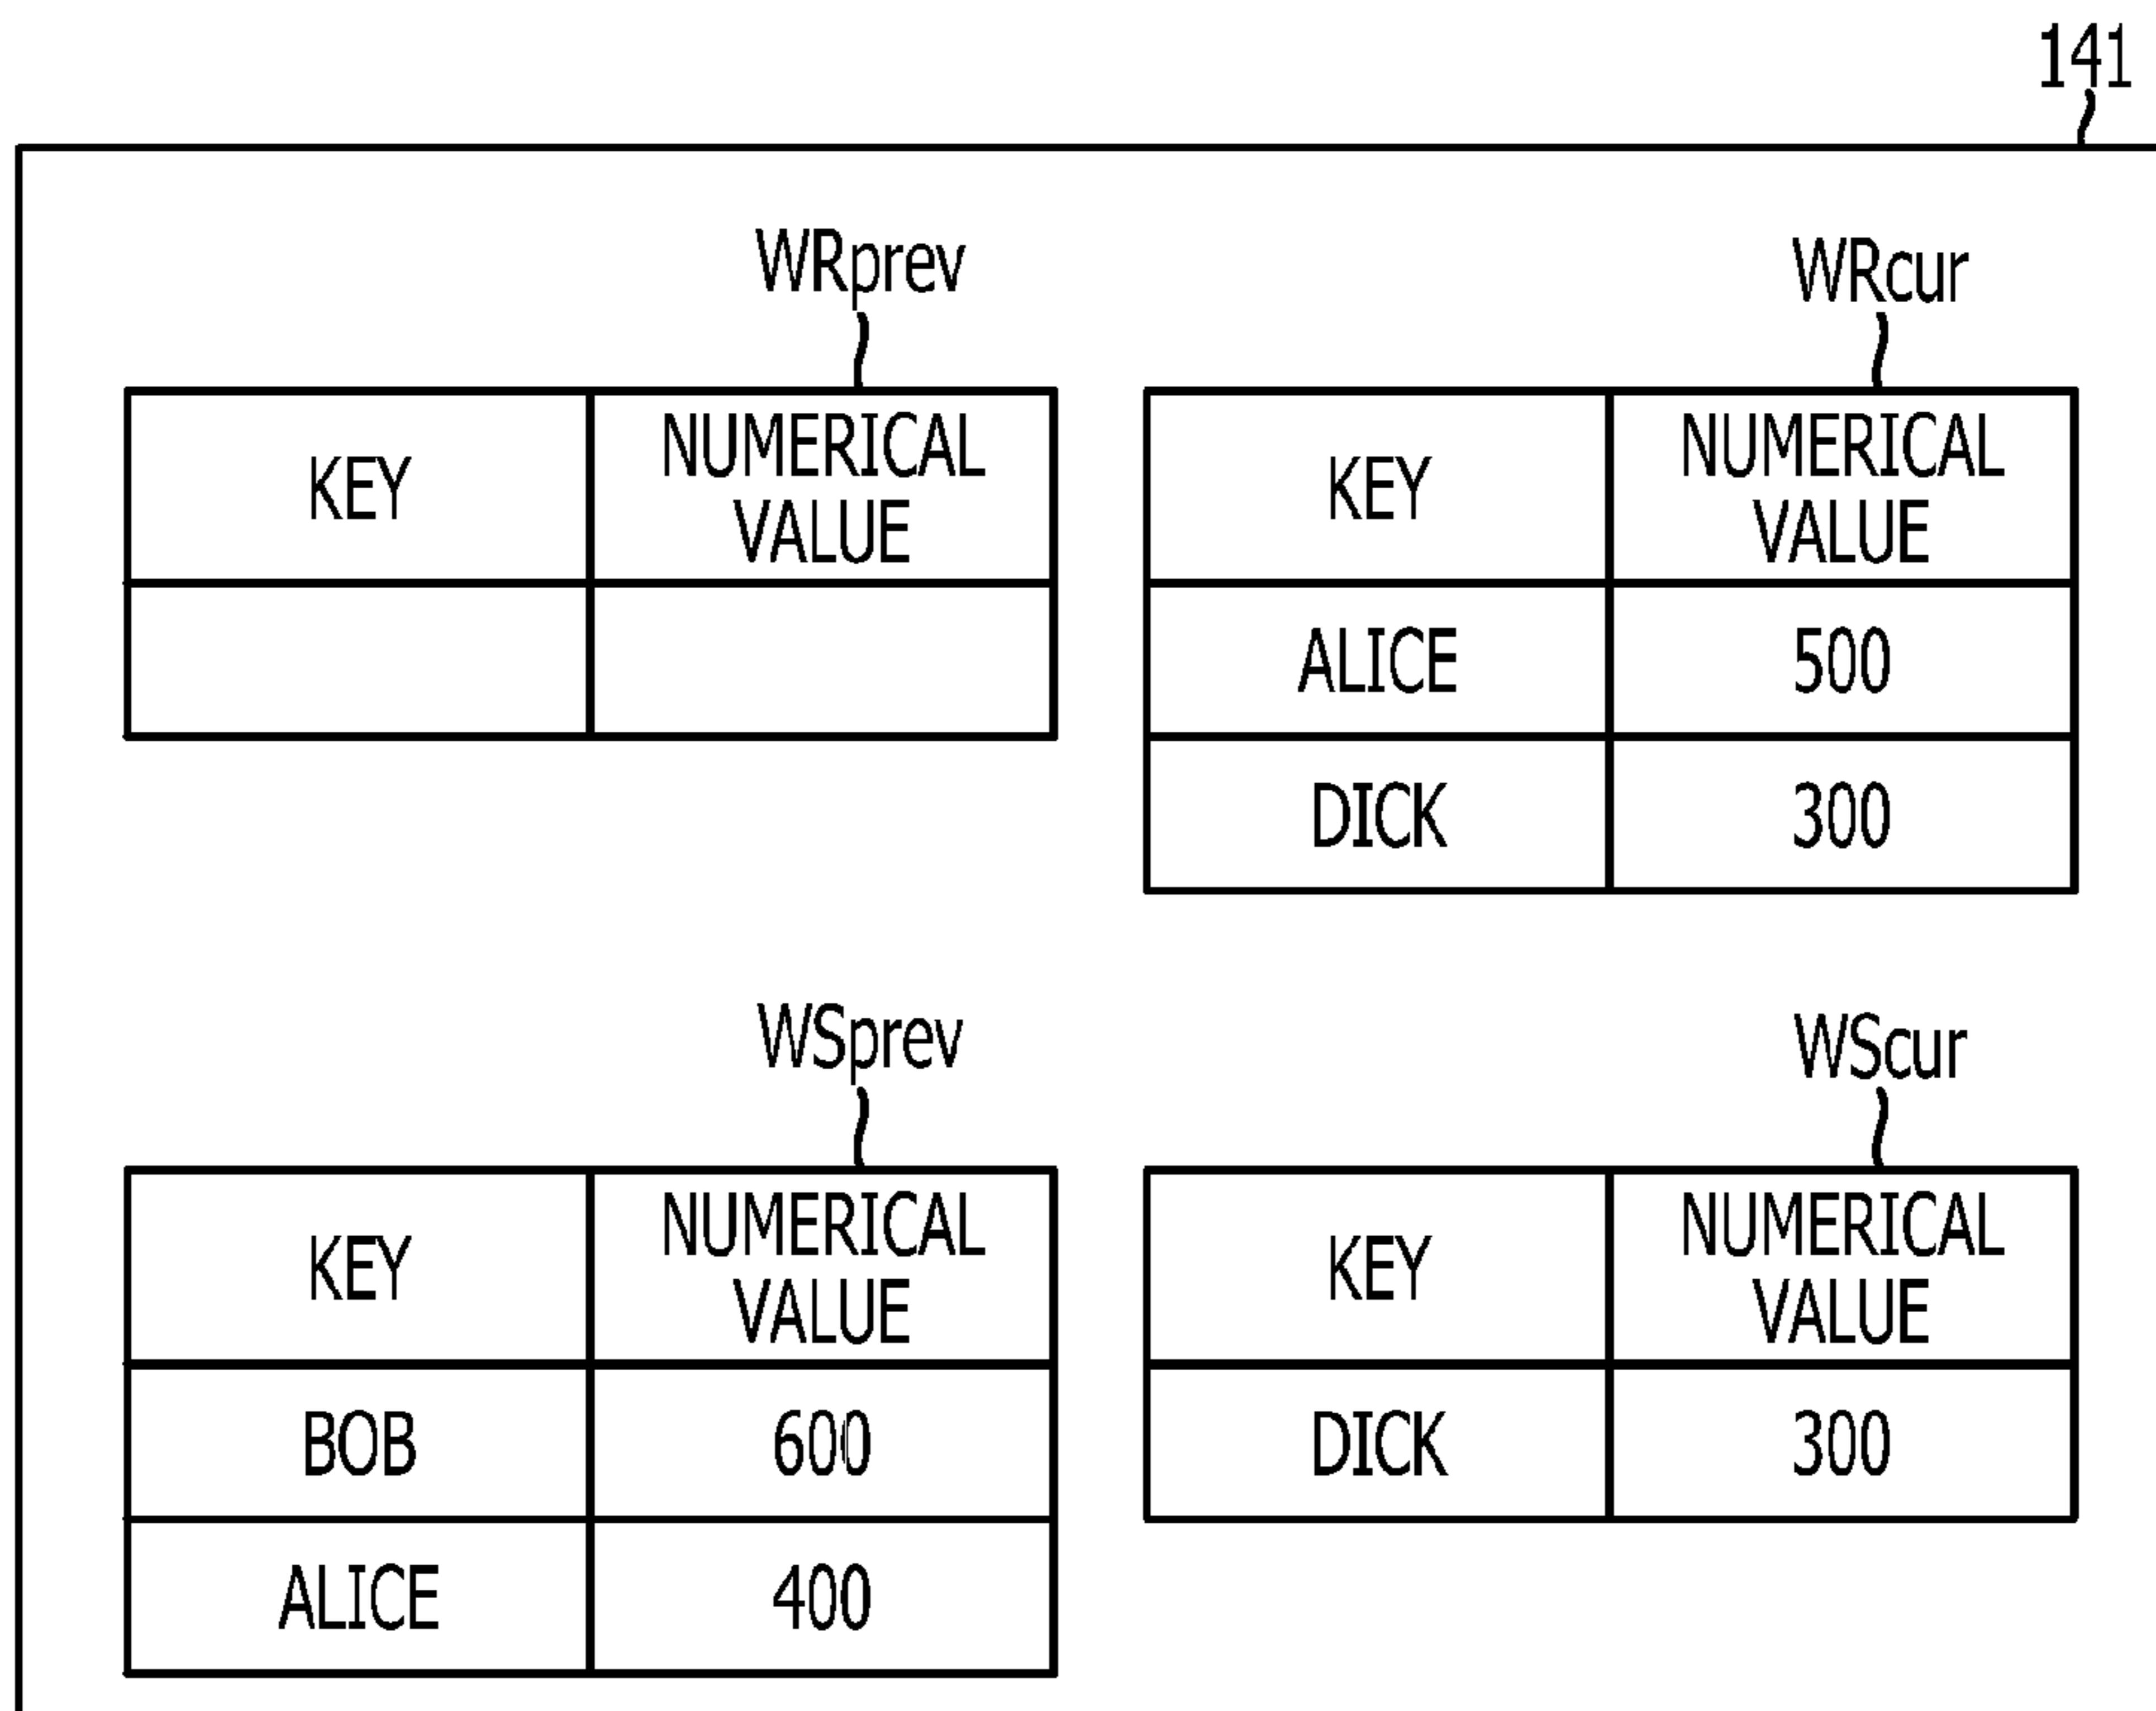 141
WRprev
WRcur
KEY
NUMERICAL
VALUE
KEY
NUMERICAL
VALUE
ALICE
500
DICK
300
WSprev
WScur
KEY
NUMERICAL
VALUE
BOB
600
ALICE
400
KEY
NUMERICAL
VALUE
DICK
300